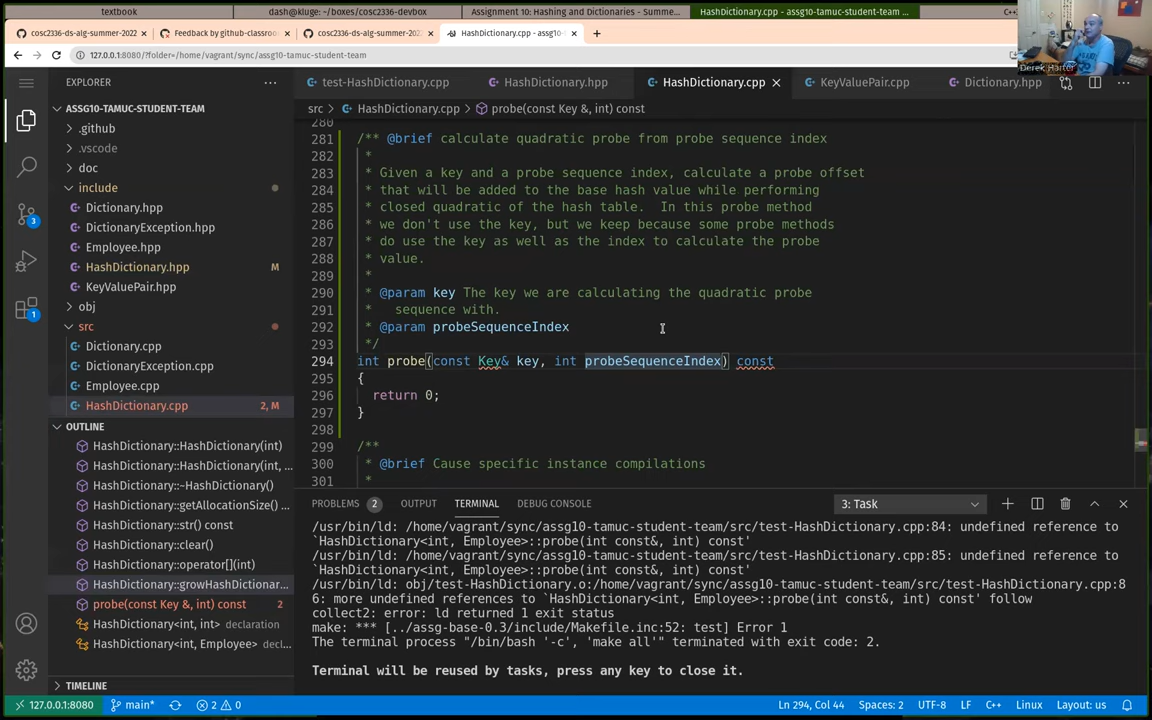 textbook
dash@kluge: ~/boxes/cosc2336-devbox
Assignment 10: Hashing and Dictionaries - Summe...
HashDictionary.cpp - assg10-tamuc-student-team ...
cosc2336-ds-alg-summer-2022
Feedback by github-classroo
cosc2336-ds-alg-summer-202
HashDictionary.cpp - assg10-t
127.0.0.1:8080/?folder=/home/vagrant/sync/assg10-tamuc-student-team
Derek Harter
EXPLORER
test-HashDictionary.cpp
HashDictionary.hpp
HashDictionary.cpp
KeyValuePair.cpp
Dictionary.hpp
src > HashDictionary.cpp > probe(const Key &, int) const
ASSG10-TAMUC-STUDENT-TEAM
.github
.vscode
doc
include
Dictionary.hpp
DictionaryException.hpp
Employee.hpp
HashDictionary.hpp M
KeyValuePair.hpp
obj
src
Dictionary.cpp
DictionaryException.cpp
Employee.cpp
HashDictionary.cpp 2, M
OUTLINE
HashDictionary::HashDictionary(int)
HashDictionary::HashDictionary(int, ...
HashDictionary::~HashDictionary()
HashDictionary::getAllocationSize() ...
HashDictionary::str() const
HashDictionary::clear()
HashDictionary::operator[](int)
HashDictionary::growHashDictionar...
probe(const Key &, int) const 2
HashDictionary<int, int> declaration
HashDictionary<int, Employee> decl...
TIMELINE
280
281 /** @brief calculate quadratic probe from probe sequence index
282 *
283 * Given a key and a probe sequence index, calculate a probe offset
284 * that will be added to the base hash value while performing
285 * closed quadratic of the hash table.  In this probe method
286 * we don't use the key, but we keep because some probe methods
287 * do use the key as well as the index to calculate the probe
288 * value.
289 *
290 * @param key The key we are calculating the quadratic probe
291 *   sequence with.
292 * @param probeSequenceIndex
293 */
294 int probe(const Key& key, int probeSequenceIndex) const
295 {
296   return 0;
297 }
298
299 /**
300 * @brief Cause specific instance compilations
301 *
PROBLEMS 2
OUTPUT
TERMINAL
DEBUG CONSOLE
3: Task
/usr/bin/ld: /home/vagrant/sync/assg10-tamuc-student-team/src/test-HashDictionary.cpp:84: undefined reference to
`HashDictionary<int, Employee>::probe(int const&, int) const'
/usr/bin/ld: /home/vagrant/sync/assg10-tamuc-student-team/src/test-HashDictionary.cpp:85: undefined reference to
`HashDictionary<int, Employee>::probe(int const&, int) const'
/usr/bin/ld: obj/test-HashDictionary.o:/home/vagrant/sync/assg10-tamuc-student-team/src/test-HashDictionary.cpp:8
6: more undefined references to `HashDictionary<int, Employee>::probe(int const&, int) const' follow
collect2: error: ld returned 1 exit status
make: *** [../assg-base-0.3/include/Makefile.inc:52: test] Error 1
The terminal process "/bin/bash '-c', 'make all'" terminated with exit code: 2.
Terminal will be reused by tasks, press any key to close it.
127.0.0.1:8080
main*
2 0
Ln 294, Col 44
Spaces: 2
UTF-8
LF
C++
Linux
Layout: us